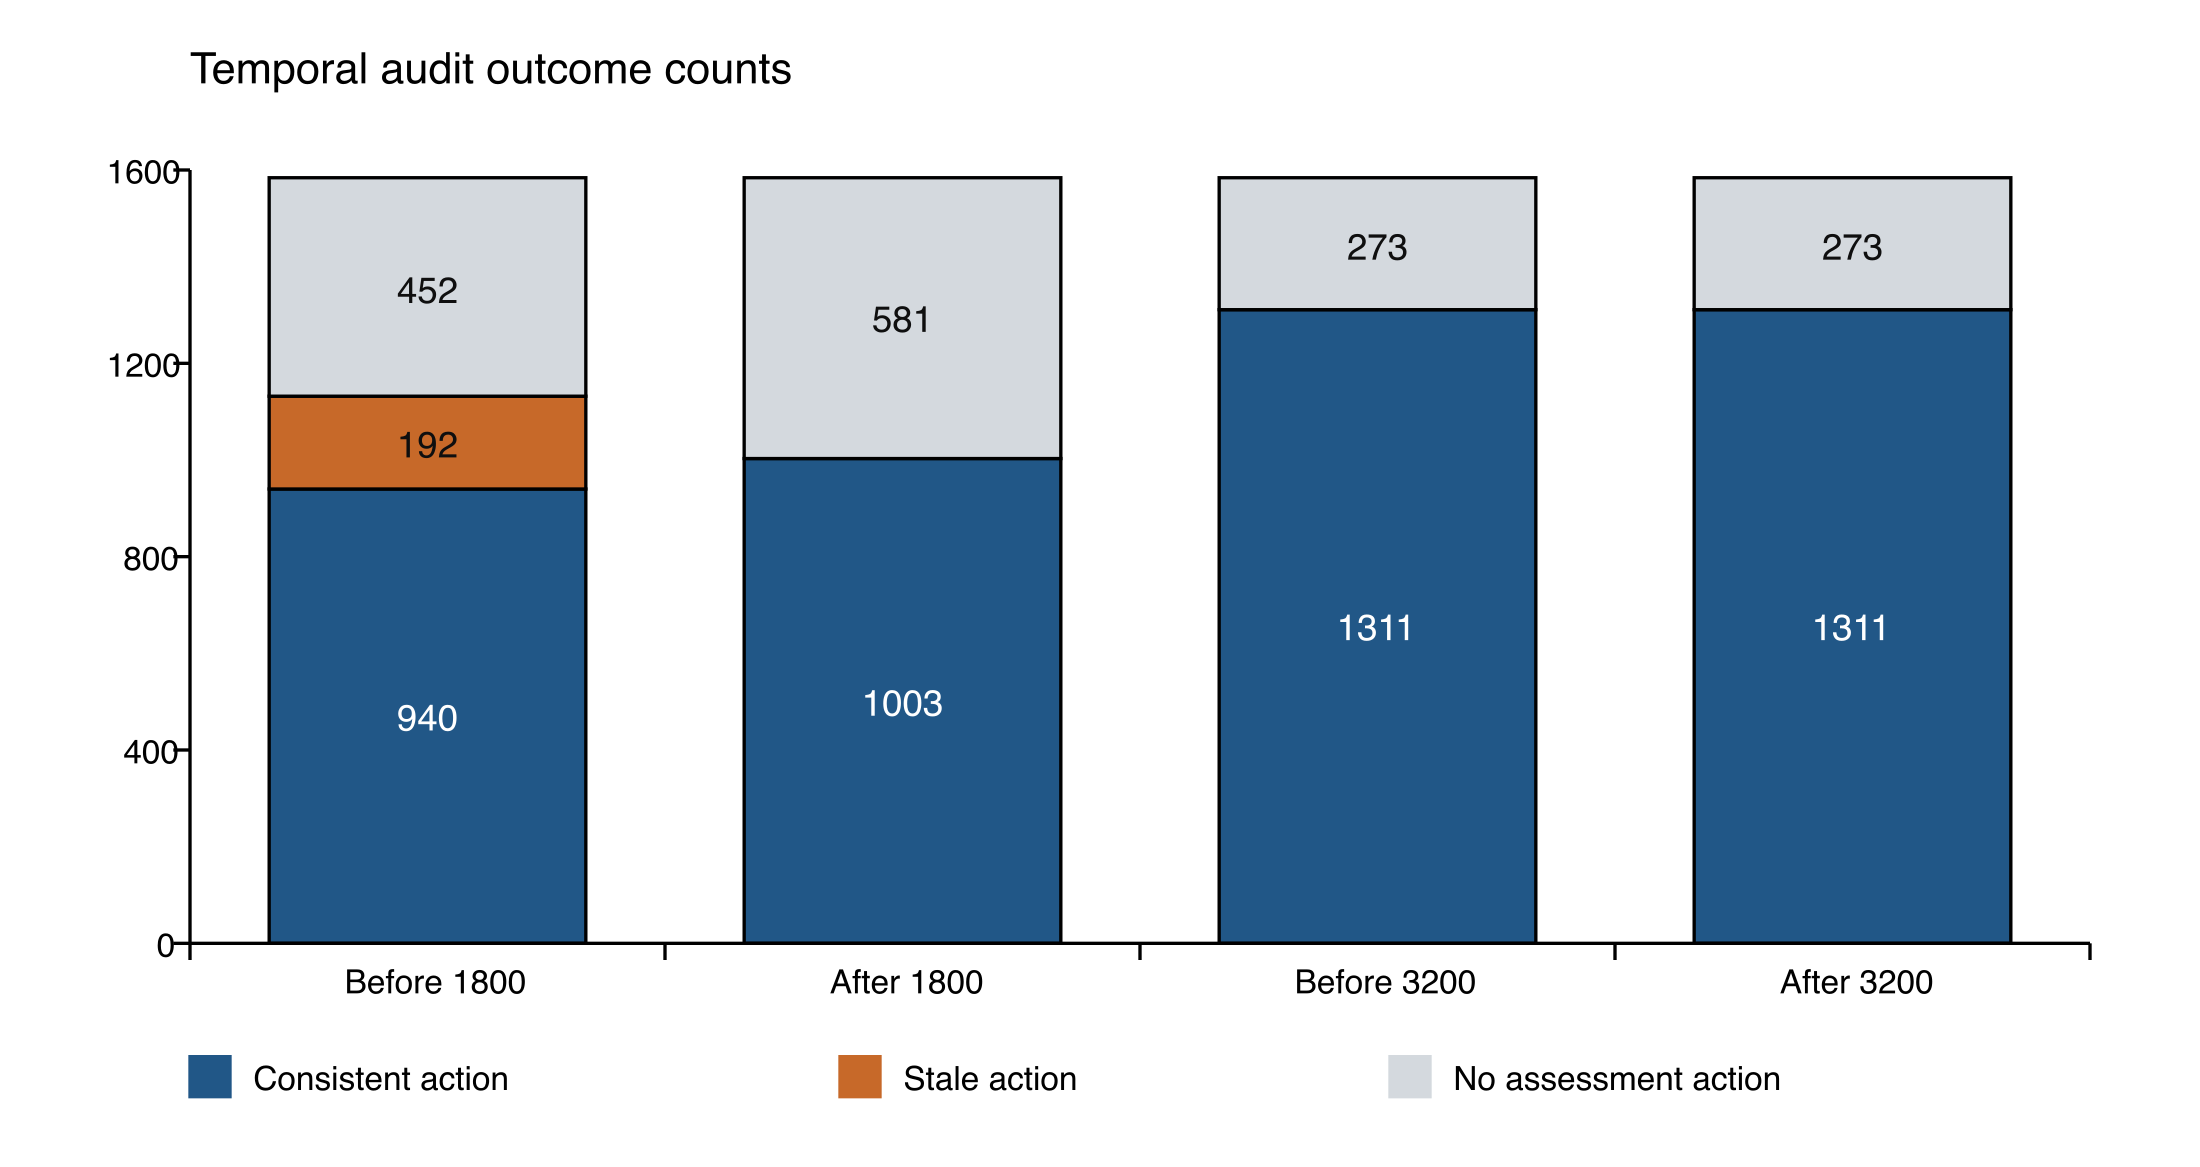 Temporal audit outcome counts
1600
1200
800
400
0
452
192
940
581
1003
273
1311
273
1311
Before 1800
After 1800
Before 3200
After 3200
Consistent action
Stale action
No assessment action